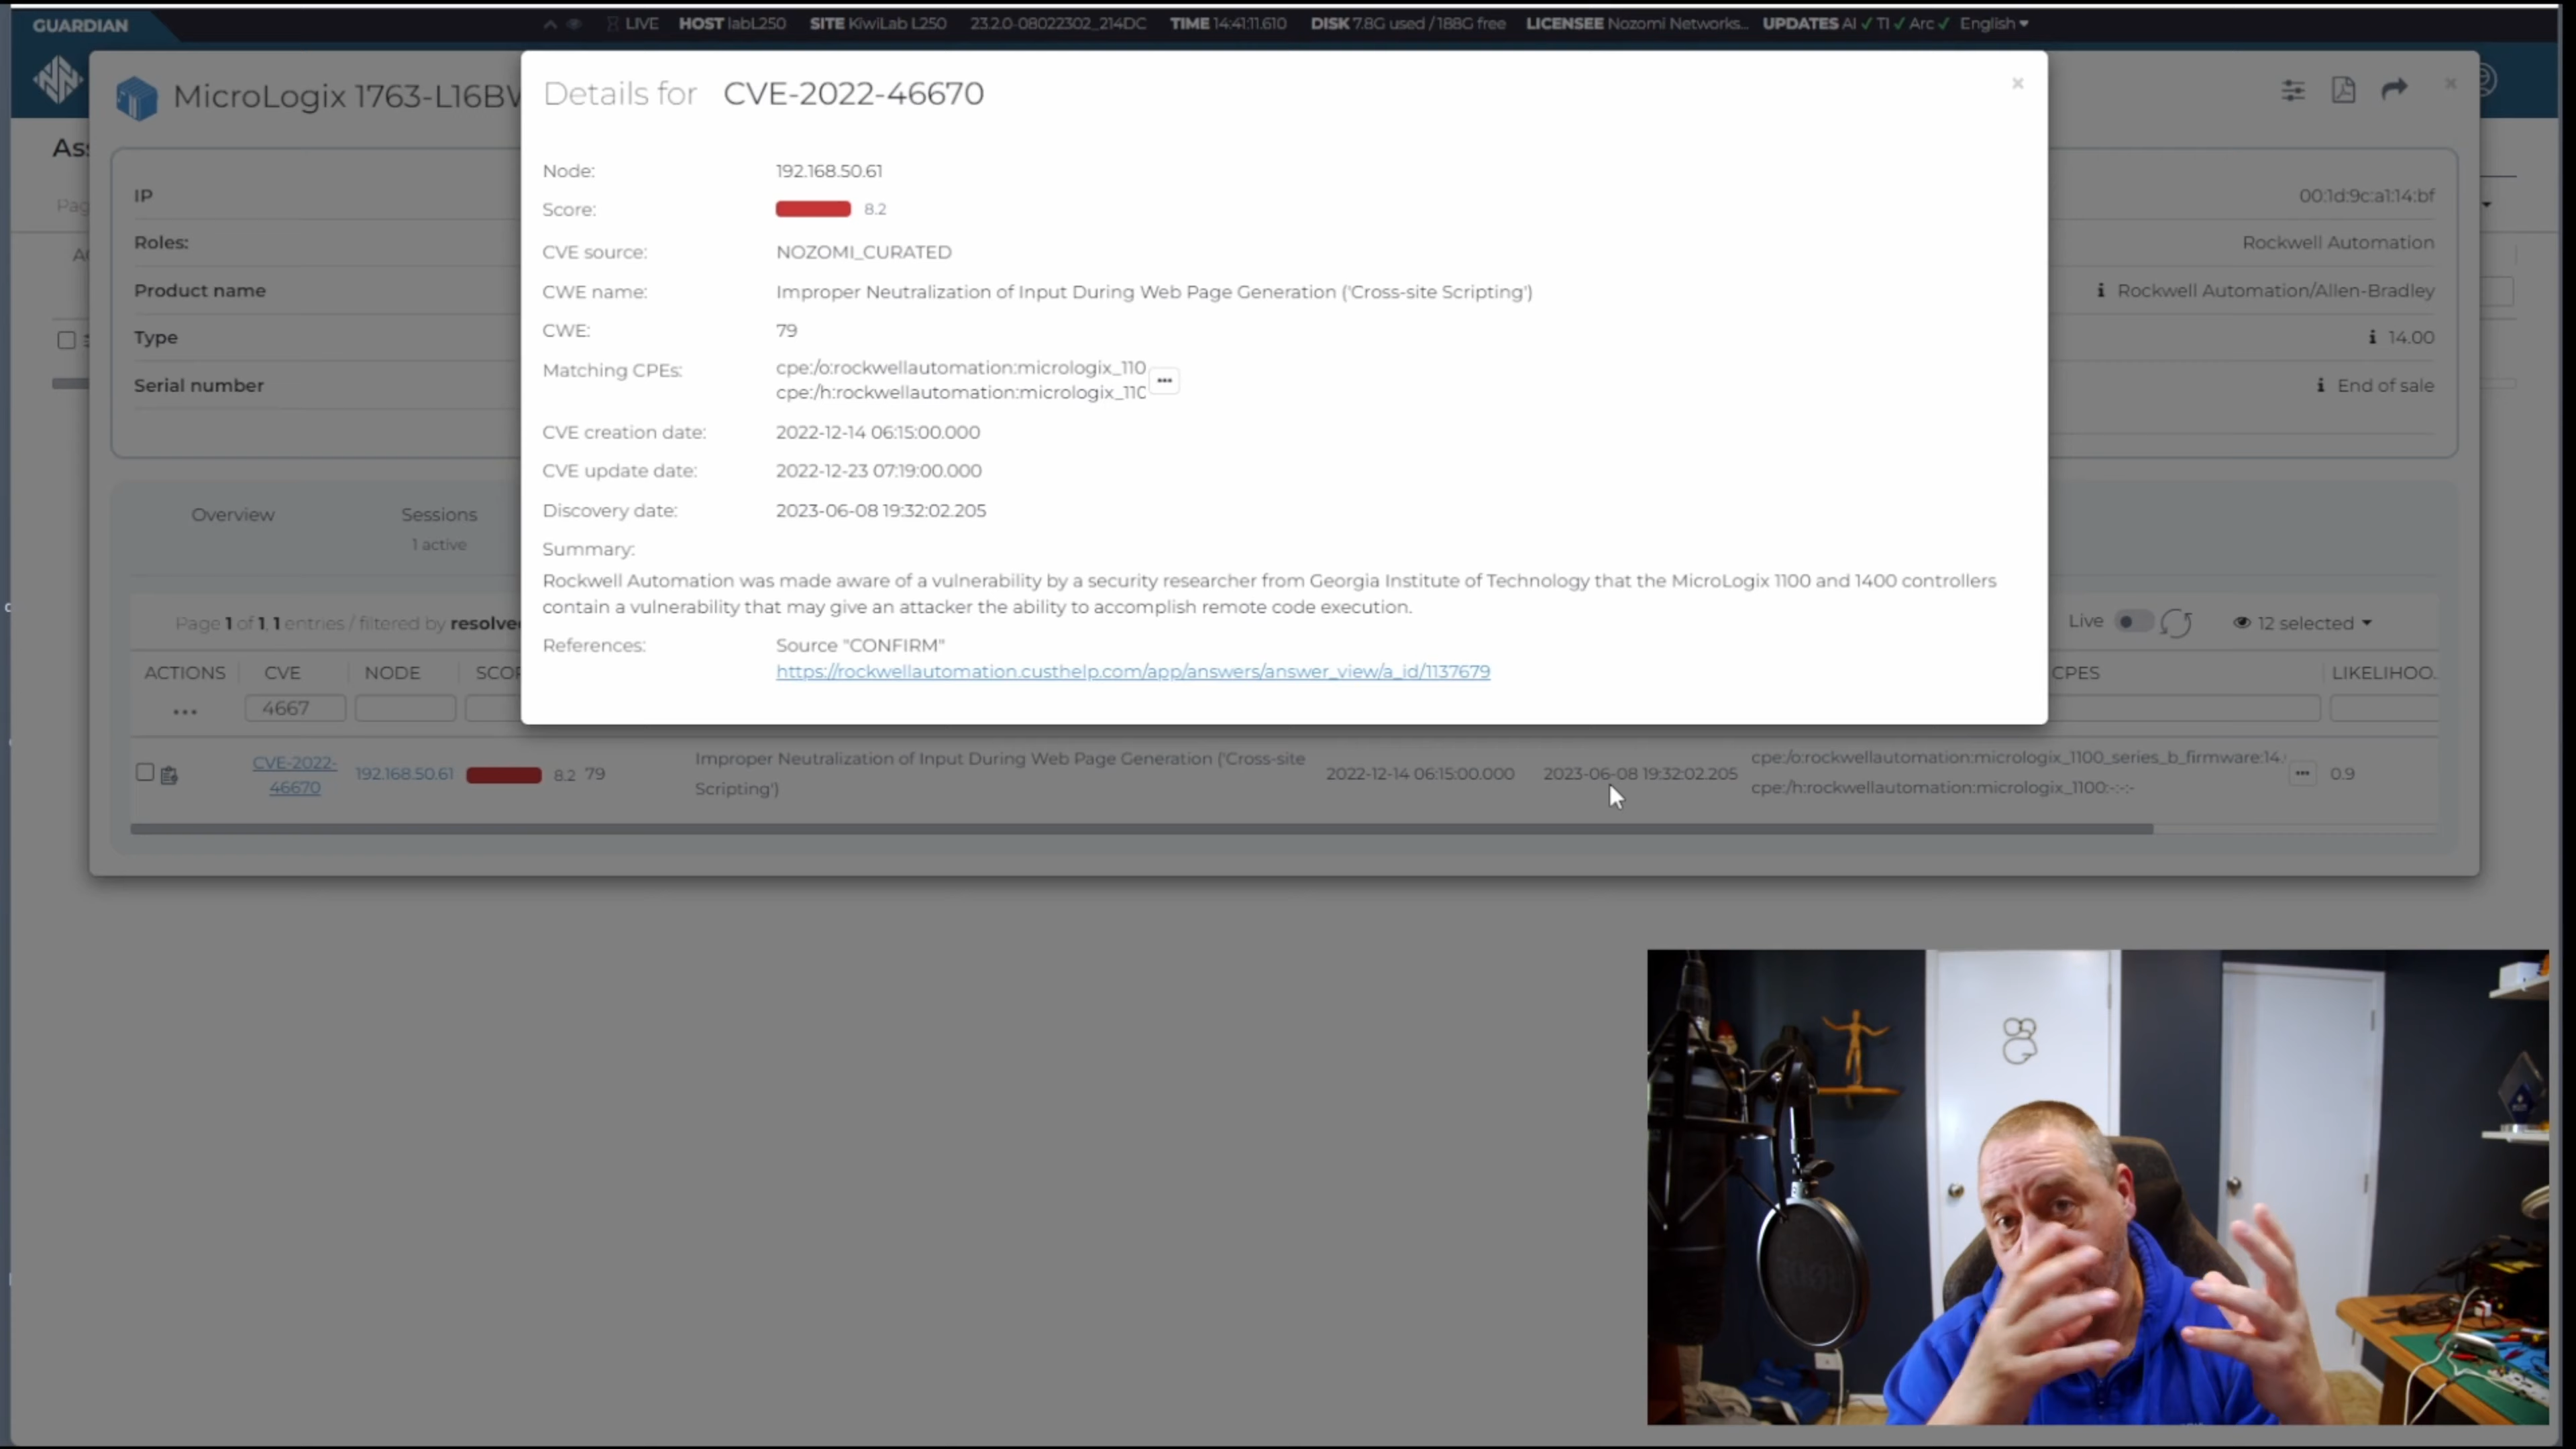 GUARDIAN
LIVE HOST labL250 SITE KiwiLab L250 23.2.0-08022302_214DC TIME 14:41:11.610 DISK 7.8G used / 188G free LICENSEE Nozomi Networks... UPDATES AI ✓ TI ✓ Arc ✓ English
MicroLogix 1763-L16BW
Details for CVE-2022-46670
×
×
Ass
Pag
IP
00:1d:9c:a1:14:bf
Roles:
Rockwell Automation
Product name
Rockwell Automation/Allen-Bradley
Type
14.00
Serial number
End of sale
Node: 192.168.50.61
Score: 8.2
CVE source: NOZOMI_CURATED
CWE name: Improper Neutralization of Input During Web Page Generation ('Cross-site Scripting')
CWE: 79
Matching CPEs: cpe:/o:rockwellautomation:micrologix_110
cpe:/h:rockwellautomation:micrologix_110
...
CVE creation date: 2022-12-14 06:15:00.000
CVE update date: 2022-12-23 07:19:00.000
Discovery date: 2023-06-08 19:32:02.205
Summary:
Rockwell Automation was made aware of a vulnerability by a security researcher from Georgia Institute of Technology that the MicroLogix 1100 and 1400 controllers
contain a vulnerability that may give an attacker the ability to accomplish remote code execution.
References: Source "CONFIRM"
https://rockwellautomation.custhelp.com/app/answers/answer_view/a_id/1137679
Overview
Sessions
1 active
Page 1 of 1, 1 entries / filtered by resolve
Live
12 selected
ACTIONS CVE NODE SCOR
CPES LIKELIHOO...
... 4667
CVE-2022-
46670
192.168.50.61 8.2 79
Improper Neutralization of Input During Web Page Generation ('Cross-site
Scripting')
2022-12-14 06:15:00.000 2023-06-08 19:32:02.205
cpe:/o:rockwellautomation:micrologix_1100_series_b_firmware:14.
cpe:/h:rockwellautomation:micrologix_1100:-:-:-
... 0.9